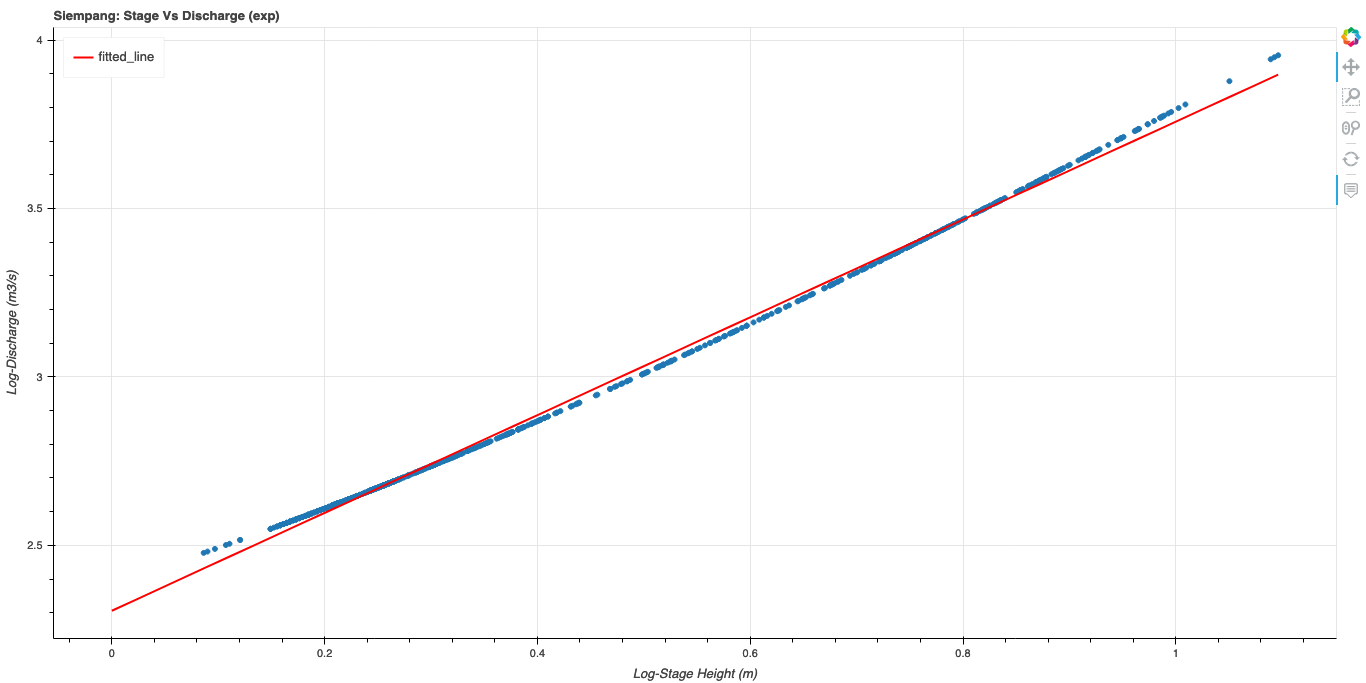 Siempang: Stage Vs Discharge (exp)
fitted_line
4
3.5
3
2.5
Log-Discharge (m3/s)
0
0.2
0.4
0.6
0.8
1
Log-Stage Height (m)